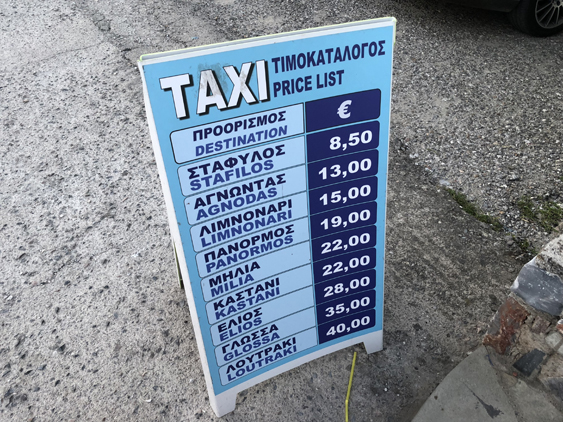 TAXI ΤΙΜΟΚΑΤΑΛΟΓΟΣ
PRICE LIST
ΠΡΟΟΡΙΣΜΟΣ
DESTINATION
€
ΣΤΑΦΥΛΟΣ
STAFILOS
8,50
ΑΓΝΩΝΤΑΣ
AGNODAS
13,00
ΛΙΜΝΟΝΑΡΙ
LIMNONARI
15,00
ΠΑΝΟΡΜΟΣ
PANORMOS
19,00
ΜΗΛΙΑ
MILIA
22,00
ΚΑΣΤΑΝΙ
KASTANI
22,00
ΕΛΙΟΣ
ELIOS
28,00
ΓΛΩΣΣΑ
GLOSSA
35,00
ΛΟΥΤΡΑΚΙ
LOUTRAKI
40,00